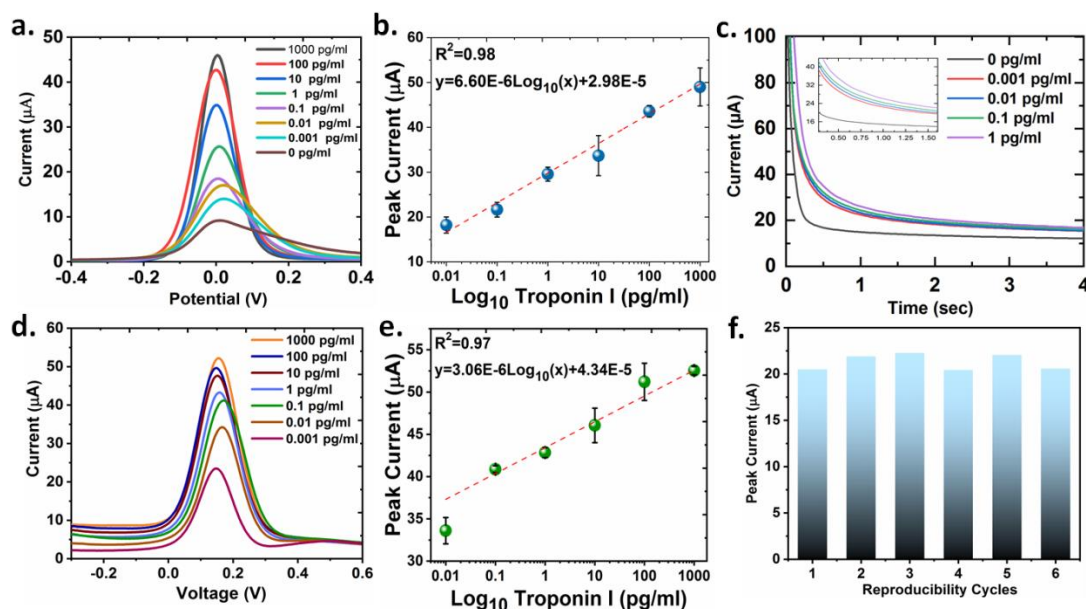 a.
50
40
30
20
10
0
Current (µA)
1000 pg/ml
100 pg/ml
10 pg/ml
1 pg/ml
0.1 pg/ml
0.01 pg/ml
0.001 pg/ml
0 pg/ml
-0.4 -0.2 0.0 0.2 0.4
Potential (V)
b.
60
50
40
30
20
10
Peak Current (µA)
R²=0.98
y=6.60E-6Log₁₀(x)+2.98E-5
0.01 0.1 1 10 100 1000
Log₁₀ Troponin I (pg/ml)
c.
100
80
60
40
20
0
Current (µA)
40
32
24
16
0.50 0.75 1.00 1.25 1.50
0 pg/ml
0.001 pg/ml
0.01 pg/ml
0.1 pg/ml
1 pg/ml
0 1 2 3 4
Time (sec)
d.
60
50
40
30
20
10
0
Current (µA)
1000 pg/ml
100 pg/ml
10 pg/ml
1 pg/ml
0.1 pg/ml
0.01 pg/ml
0.001 pg/ml
-0.2 0.0 0.2 0.4 0.6
Voltage (V)
e.
55
50
45
40
35
30
Peak Current (µA)
R²=0.97
y=3.06E-6Log₁₀(x)+4.34E-5
0.01 0.1 1 10 100 1000
Log₁₀ Troponin I (pg/ml)
f.
25
20
15
10
5
0
Peak Current (µA)
1 2 3 4 5 6
Reproducibility Cycles